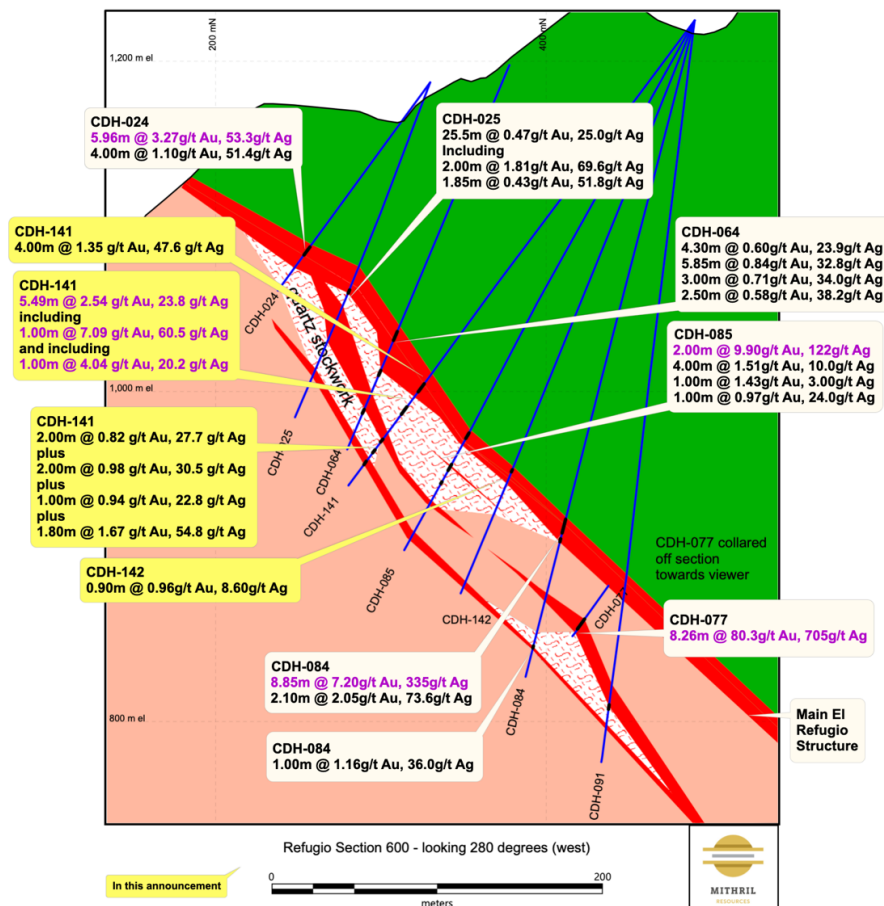 200 mN
400 mN
1,200 m el
CDH-024
5.96m @ 3.27g/t Au, 53.3g/t Ag
4.00m @ 1.10g/t Au, 51.4g/t Ag
CDH-025
25.5m @ 0.47g/t Au, 25.0g/t Ag
Including
2.00m @ 1.81g/t Au, 69.6g/t Ag
1.85m @ 0.43g/t Au, 51.8g/t Ag
CDH-141
4.00m @ 1.35 g/t Au, 47.6 g/t Ag
CDH-064
4.30m @ 0.60g/t Au, 23.9g/t Ag
5.85m @ 0.84g/t Au, 32.8g/t Ag
3.00m @ 0.71g/t Au, 34.0g/t Ag
2.50m @ 0.58g/t Au, 38.2g/t Ag
CDH-141
5.49m @ 2.54 g/t Au, 23.8 g/t Ag
including
1.00m @ 7.09 g/t Au, 60.5 g/t Ag
and including
1.00m @ 4.04 g/t Au, 20.2 g/t Ag
CDH-024
quartz stockwork
CDH-085
2.00m @ 9.90g/t Au, 122g/t Ag
4.00m @ 1.51g/t Au, 10.0g/t Ag
1.00m @ 1.43g/t Au, 3.00g/t Ag
1.00m @ 0.97g/t Au, 24.0g/t Ag
1,000 m el
CDH-141
2.00m @ 0.82 g/t Au, 27.7 g/t Ag
plus
2.00m @ 0.98 g/t Au, 30.5 g/t Ag
plus
1.00m @ 0.94 g/t Au, 22.8 g/t Ag
plus
1.80m @ 1.67 g/t Au, 54.8 g/t Ag
CDH-025
CDH-064
CDH-141
CDH-142
0.90m @ 0.96g/t Au, 8.60g/t Ag
CDH-085
CDH-142
CDH-077 collared
off section
towards viewer
CDH-077
CDH-077
8.26m @ 80.3g/t Au, 705g/t Ag
CDH-084
8.85m @ 7.20g/t Au, 335g/t Ag
2.10m @ 2.05g/t Au, 73.6g/t Ag
CDH-084
800 m el
CDH-084
1.00m @ 1.16g/t Au, 36.0g/t Ag
CDH-091
Main El
Refugio
Structure
Refugio Section 600 - looking 280 degrees (west)
In this announcement
0
200
meters
MITHRIL
RESOURCES